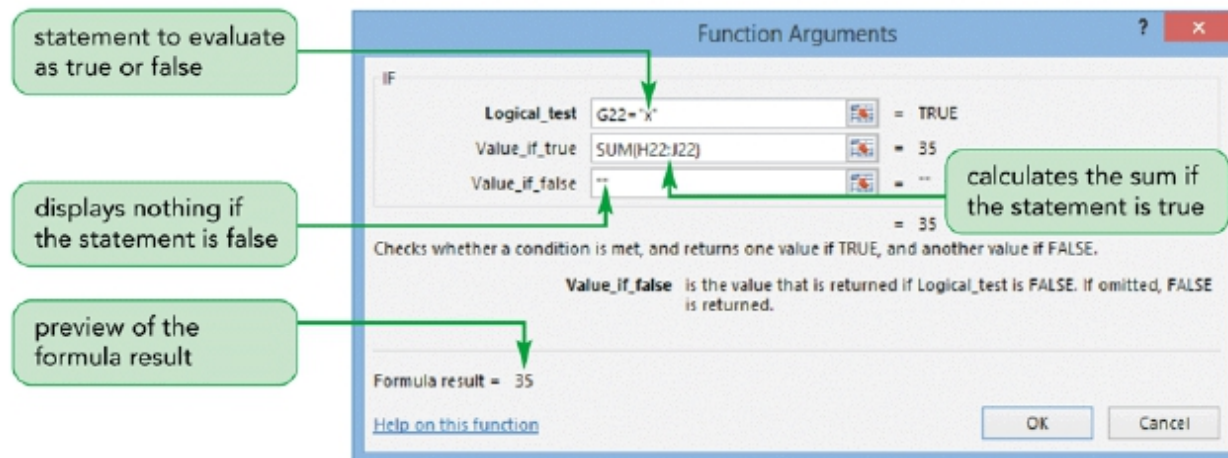 statement to evaluate
as true or false
displays nothing if
the statement is false
preview of the
formula result
calculates the sum if
the statement is true
Function Arguments ? ×
IF
Logical_test G22="x" = TRUE
Value_if_true SUM(H22:J22) = 35
Value_if_false "" = ""
= 35
Checks whether a condition is met, and returns one value if TRUE, and another value if FALSE.
Value_if_false is the value that is returned if Logical_test is FALSE. If omitted, FALSE
is returned.
Formula result = 35
Help on this function
OK Cancel